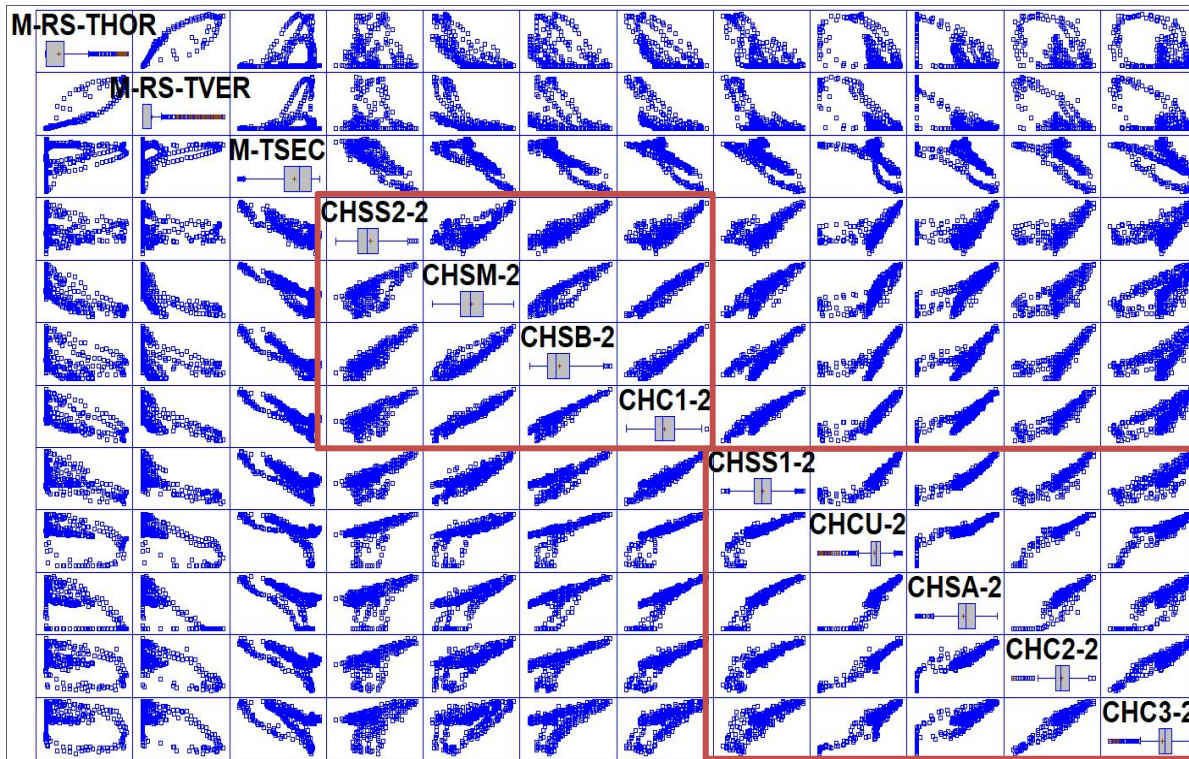 M-RS-THOR
M-RS-TVER
M-TSEC
CHSS2-2
CHSM-2
CHSB-2
CHC1-2
CHSS1-2
CHCU-2
CHSA-2
CHC2-2
CHC3-2